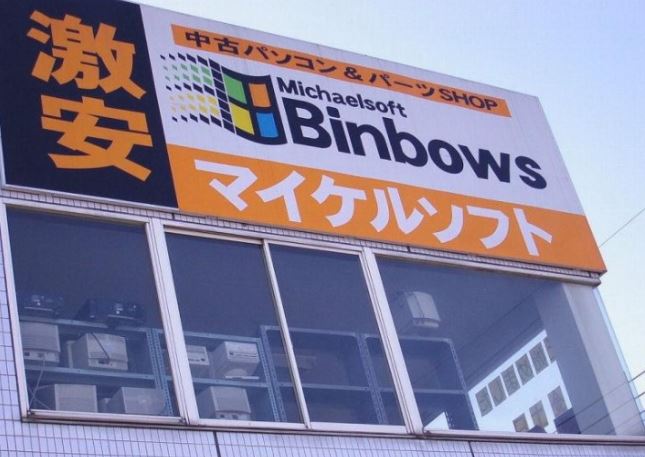 激安
中古パソコン&パーツSHOP
Michaelsoft
Binbows
マイケルソフト